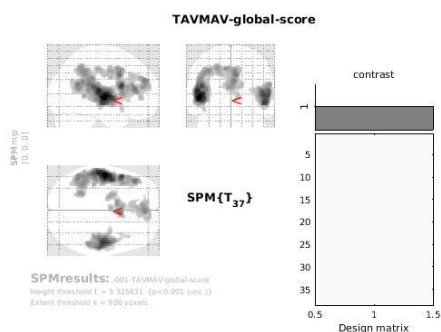 TAVMAV-global-score
contrast
1
SPMmip
[0, 0, 0]
<
<
<
SPM{T37}
5
10
15
20
25
30
35
0.5 1 1.5
Design matrix
SPMresults: ./001-TAVMAV-global-score
Height threshold T = 3.325631 {p<0.001 (unc.)}
Extent threshold k = 900 voxels